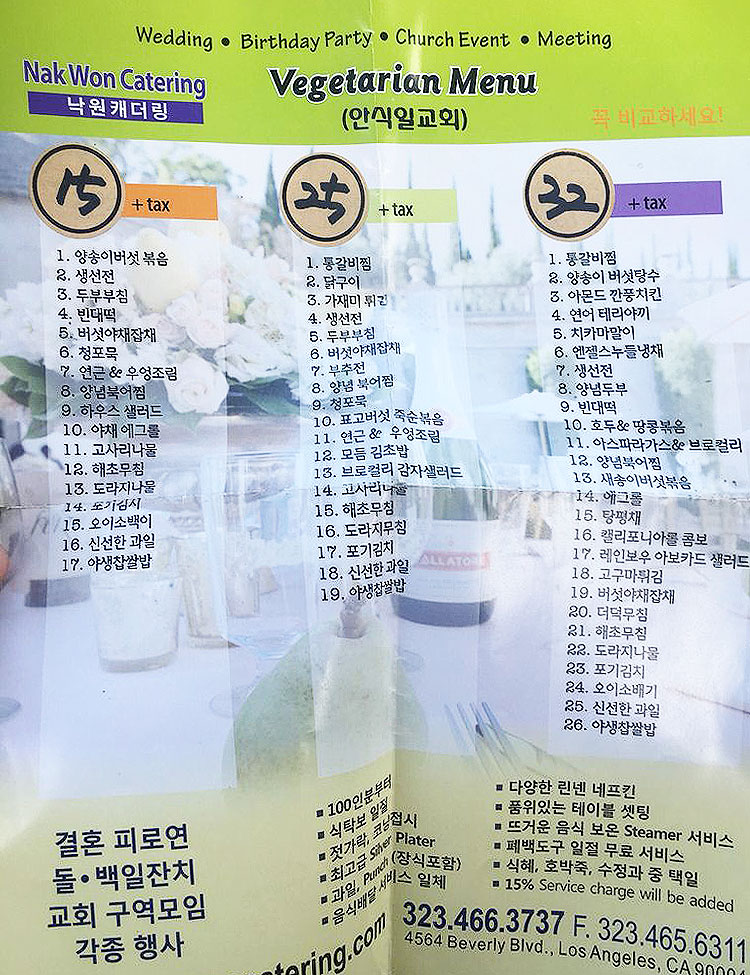 Wedding • Birthday Party • Church Event • Meeting
Nak Won Catering
낙원캐더링
Vegetarian Menu
(안식일교회)
꼭 비교하세요!
15 + tax
1. 양송이버섯 볶음
2. 생선전
3. 두부부침
4. 빈대떡
5. 버섯야채잡채
6. 청포묵
7. 연근 & 우엉조림
8. 양념북어찜
9. 하우스 샐러드
10. 야채 에그롤
11. 고사리나물
12. 해초무침
13. 도라지나물
14. 포기김치
15. 오이소백이
16. 신선한 과일
17. 야생찹쌀밥
25 + tax
1. 통갈비찜
2. 닭구이
3. 가재미 튀김
4. 생선전
5. 두부부침
6. 버섯야채잡채
7. 부추전
8. 양념 북어찜
9. 청포묵
10. 표고버섯 죽순볶음
11. 연근 & 우엉조림
12. 모듬 김초밥
13. 브로컬리 감자샐러드
14. 고사리나물
15. 해초무침
16. 도라지무침
17. 포기김치
18. 신선한 과일
19. 야생찹쌀밥
32 + tax
1. 통갈비찜
2. 양송이 버섯탕수
3. 아몬드 깐풍치킨
4. 연어 테리야끼
5. 치카마말이
6. 엔젤스누들냉채
7. 생선전
8. 양념두부
9. 빈대떡
10. 호두& 땅콩볶음
11. 아스파라가스& 브로컬리
12. 양념북어찜
13. 새송이버섯볶음
14. 에그롤
15. 탕평채
16. 캘리포니아롤 콤보
17. 레인보우 아보카드 샐러드
18. 고구마튀김
19. 버섯야채잡채
20. 더덕무침
21. 해초무침
22. 도라지나물
23. 포기김치
24. 오이소배기
25. 신선한 과일
26. 야생찹쌀밥
결혼 피로연
돌•백일잔치
교회 구역모임
각종 행사
▪ 100인분부터
▪ 식탁보 일절
▪ 젓가락, 코닝접시
▪ 최고급 Silver Plater
▪ 과일, Punch (장식포함)
▪ 음식배달 서비스 일체
▪ 다양한 린넨 네프킨
▪ 품위있는 테이블 셋팅
▪ 뜨거운 음식 보온 Steamer 서비스
▪ 페백도구 일절 무료 서비스
▪ 식혜, 호박죽, 수정과 중 택일
▪ 15% Service charge will be added
323.466.3737 F. 323.465.6311
4564 Beverly Blvd., Los Angeles, CA
atering.com